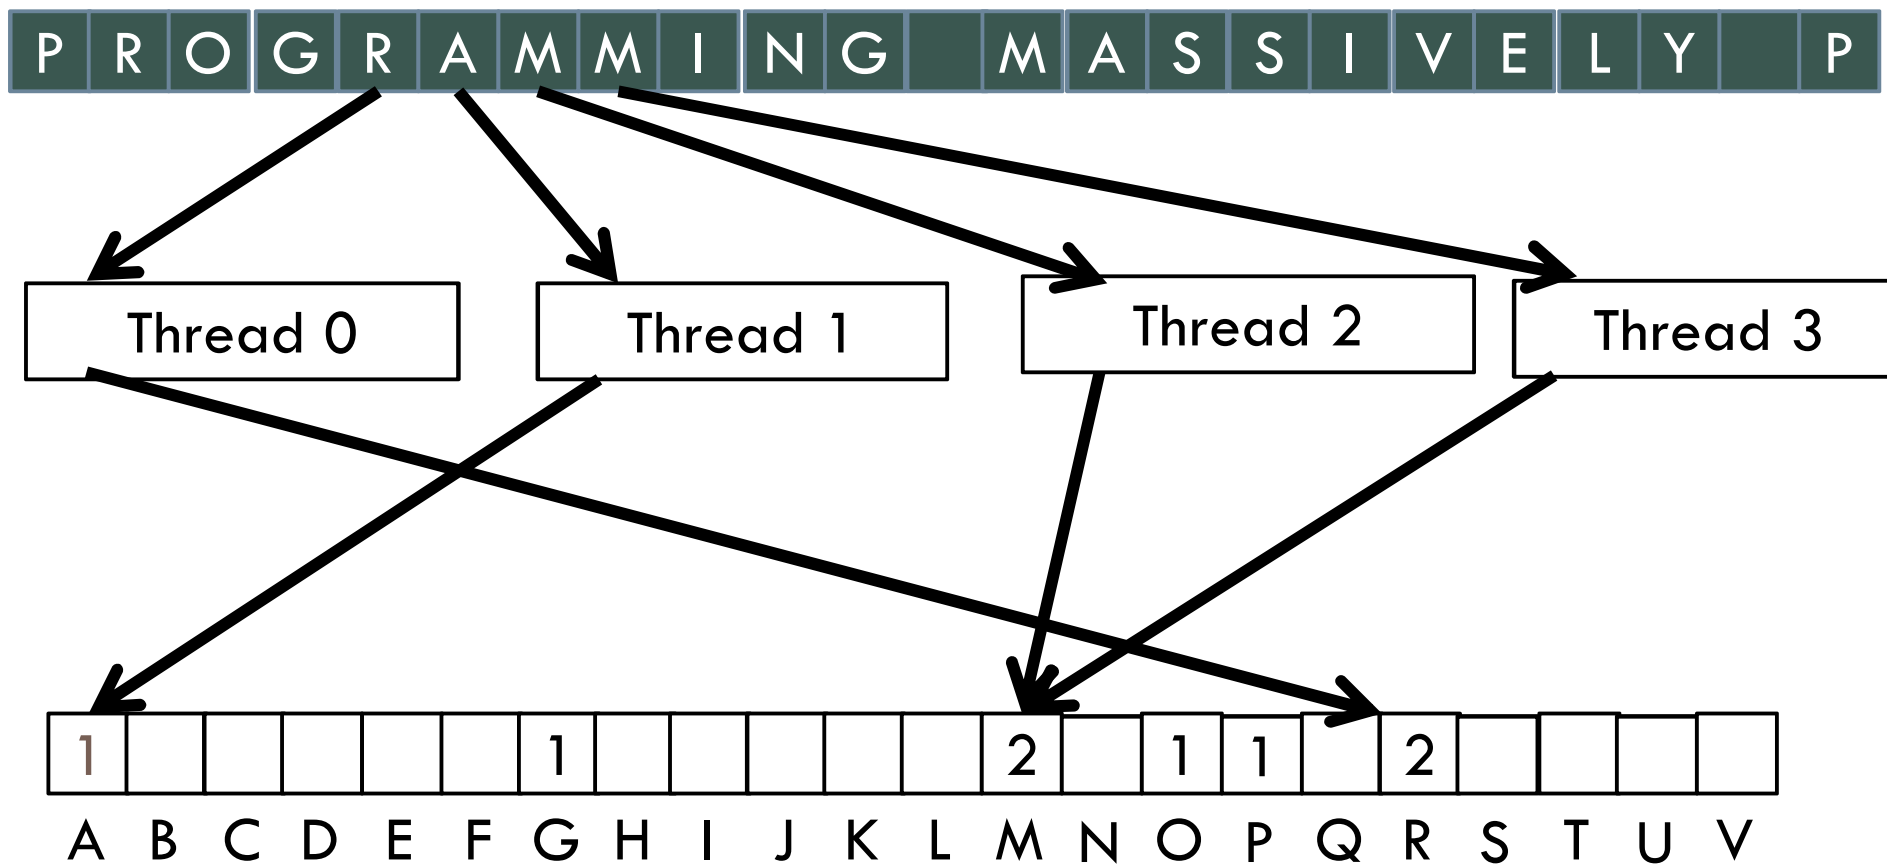 P R O G R A M M I N G M A S S I V E L Y P
Thread 0 Thread 1 Thread 2 Thread 3
1 1 2 1 1 2
A B C D E F G H I J K L M N O P Q R S T U V